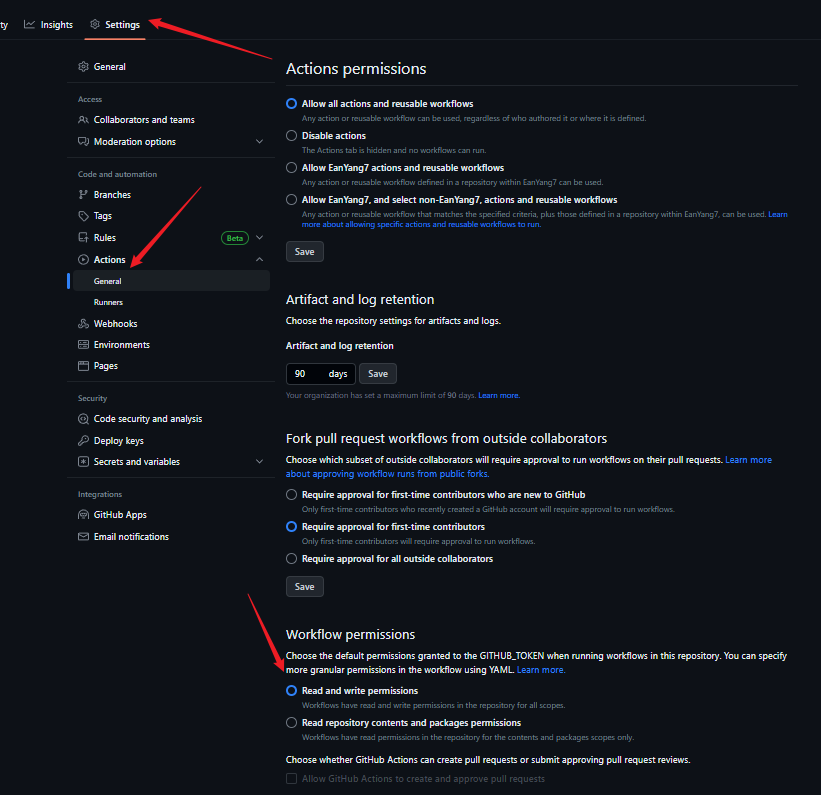 ty
Insights
Settings
General
Access
Collaborators and teams
Moderation options
Code and automation
Branches
Tags
Rules
Beta
Actions
General
Runners
Webhooks
Environments
Pages
Security
Code security and analysis
Deploy keys
Secrets and variables
Integrations
GitHub Apps
Email notifications
Actions permissions
Allow all actions and reusable workflows
Any action or reusable workflow can be used, regardless of who authored it or where it is defined.
Disable actions
The Actions tab is hidden and no workflows can run.
Allow EanYang7 actions and reusable workflows
Any action or reusable workflow defined in a repository within EanYang7 can be used.
Allow EanYang7, and select non-EanYang7, actions and reusable workflows
Any action or reusable workflow that matches the specified criteria, plus those defined in a repository within EanYang7, can be used. Learn
more about allowing specific actions and reusable workflows to run.
Save
Artifact and log retention
Choose the repository settings for artifacts and logs.
Artifact and log retention
90 days
Save
Your organization has set a maximum limit of 90 days. Learn more.
Fork pull request workflows from outside collaborators
Choose which subset of outside collaborators will require approval to run workflows on their pull requests. Learn more
about approving workflow runs from public forks.
Require approval for first-time contributors who are new to GitHub
Only first-time contributors who recently created a GitHub account will require approval to run workflows.
Require approval for first-time contributors
Only first-time contributors will require approval to run workflows.
Require approval for all outside collaborators
Save
Workflow permissions
Choose the default permissions granted to the GITHUB_TOKEN when running workflows in this repository. You can specify
more granular permissions in the workflow using YAML. Learn more.
Read and write permissions
Workflows have read and write permissions in the repository for all scopes.
Read repository contents and packages permissions
Workflows have read permissions in the repository for the contents and packages scopes only.
Choose whether GitHub Actions can create pull requests or submit approving pull request reviews.
Allow GitHub Actions to create and approve pull requests